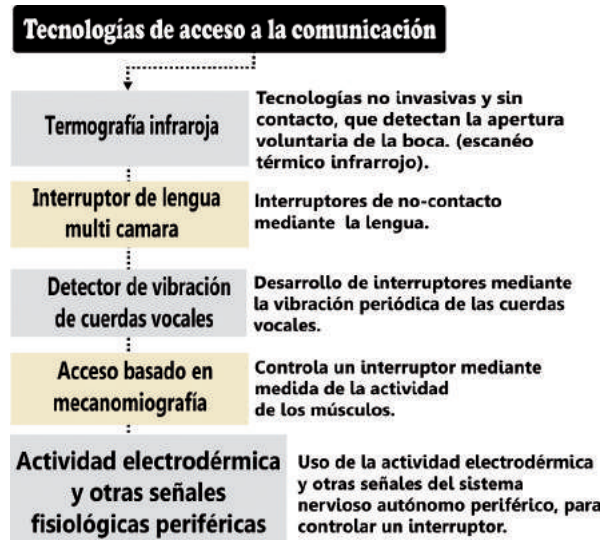 Tecnologías de acceso a la comunicación
Termografía infraroja
Tecnologías no invasivas y sin
contacto, que detectan la apertura
voluntaria de la boca. (escanéo
térmico infrarrojo).
Interruptor de lengua
multi camara
Interruptores de no-contacto
mediante la lengua.
Detector de vibración
de cuerdas vocales
Desarrollo de interruptores mediante
la vibración periódica de las cuerdas
vocales.
Acceso basado en
mecanomiografía
Controla un interruptor mediante
medida de la actividad
de los músculos.
Actividad electrodérmica
y otras señales
fisiológicas periféricas
Uso de la actividad electrodérmica
y otras señales del sistema
nervioso autónomo periférico, para
controlar un interruptor.